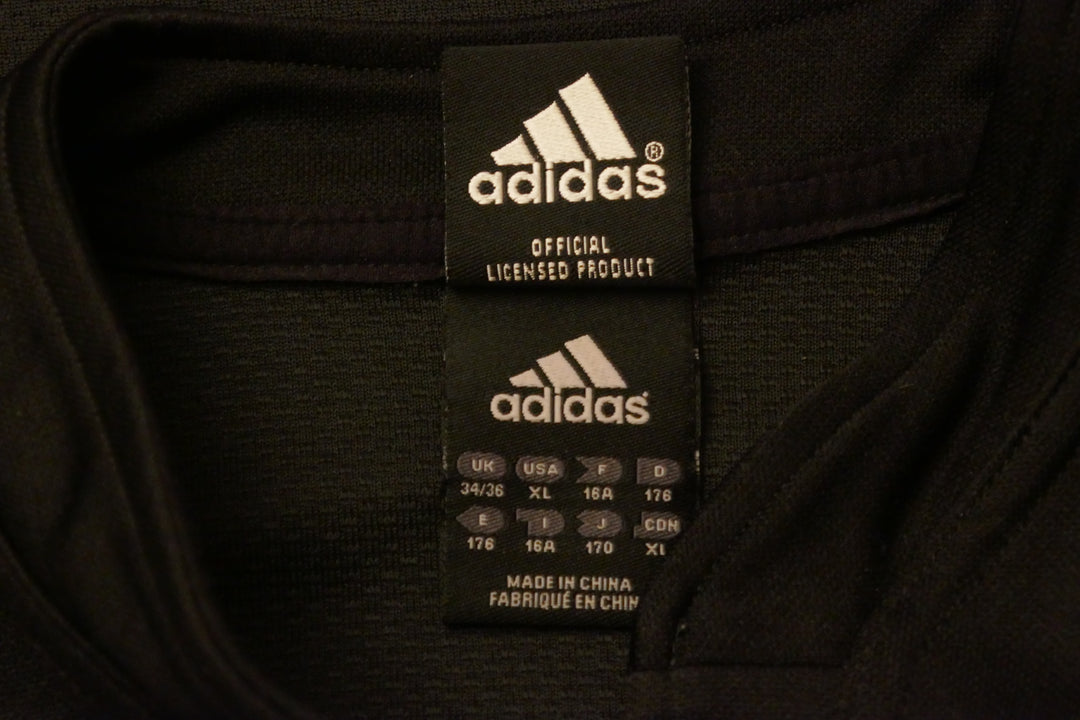 adidas®
OFFICIAL
LICENSED PRODUCT
adidas
UK USA F D
34/36 XL 16A 176
E I J CDN
176 16A 170 XL
MADE IN CHINA
FABRIQUÉ EN CHIN